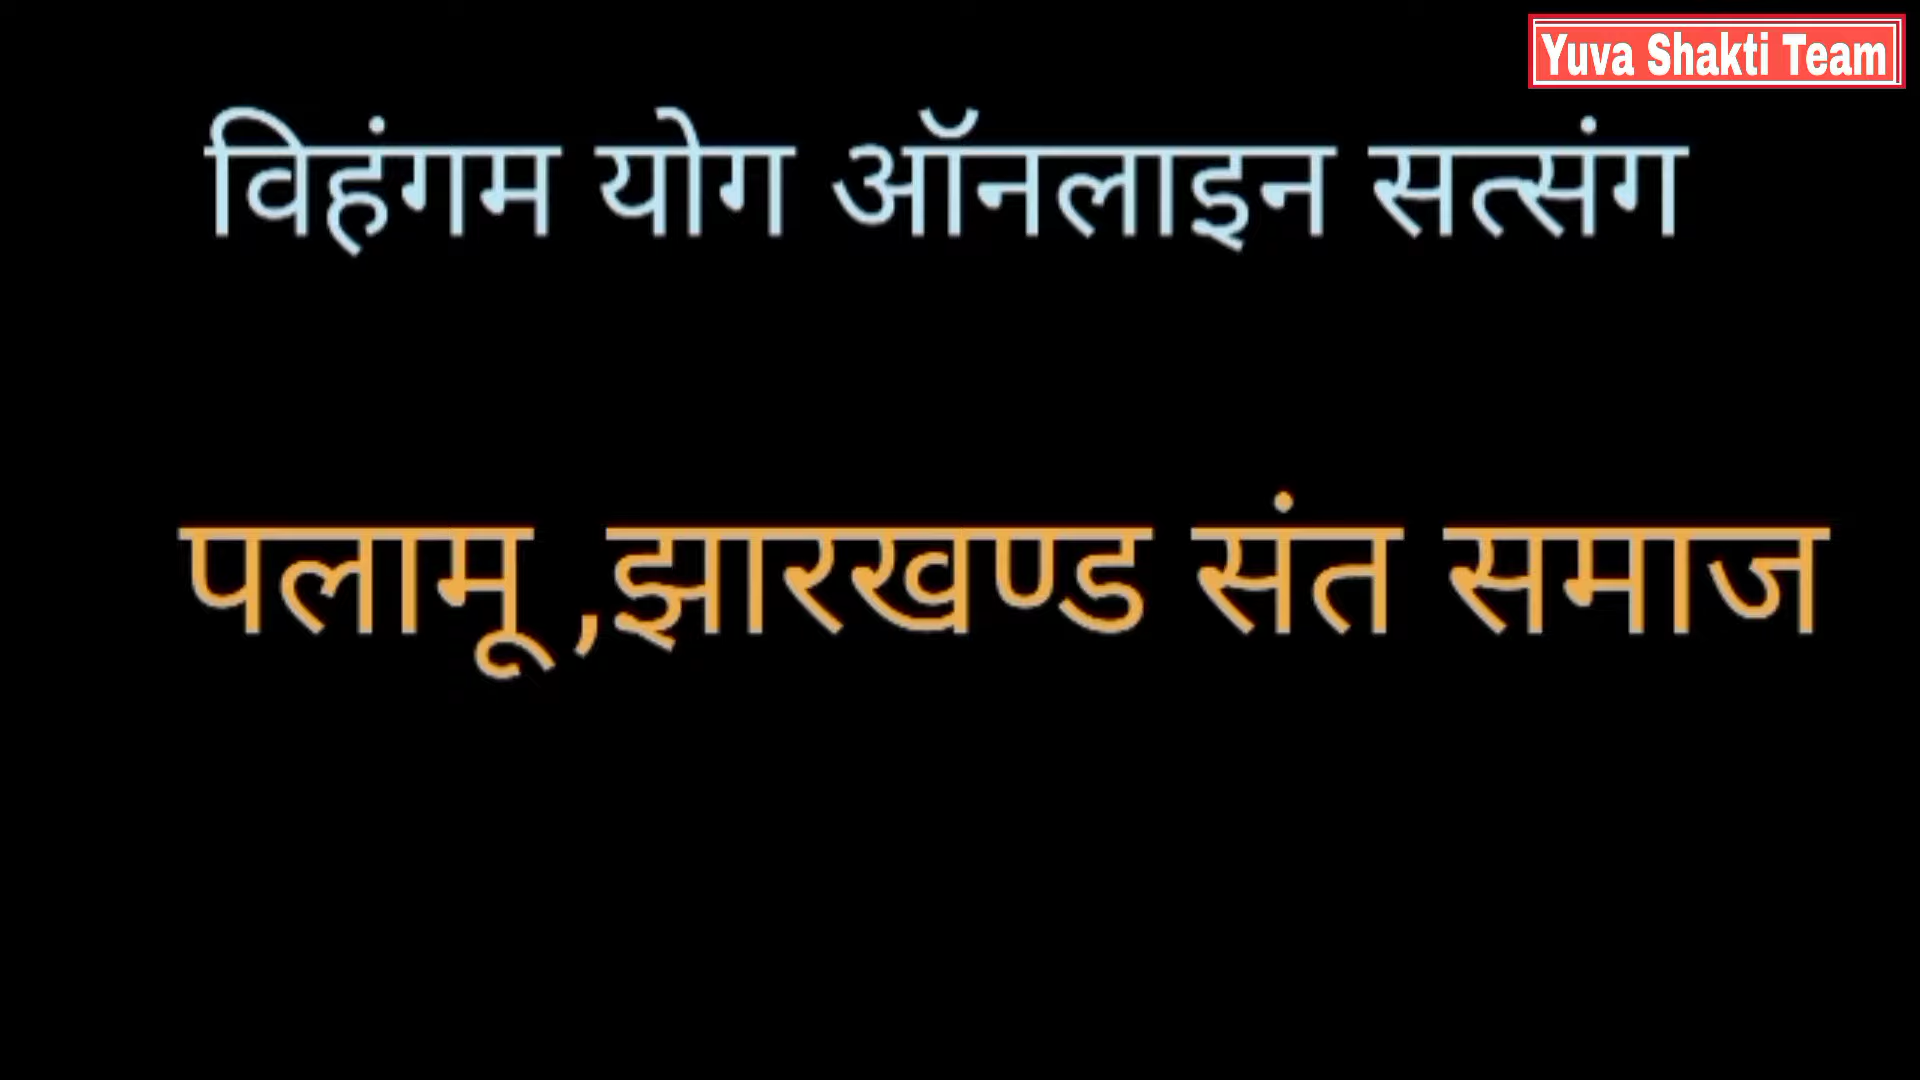 Yuva Shakti Team
विहंगम योग ऑनलाइन सत्संग
पलामू ,झारखण्ड संत समाज